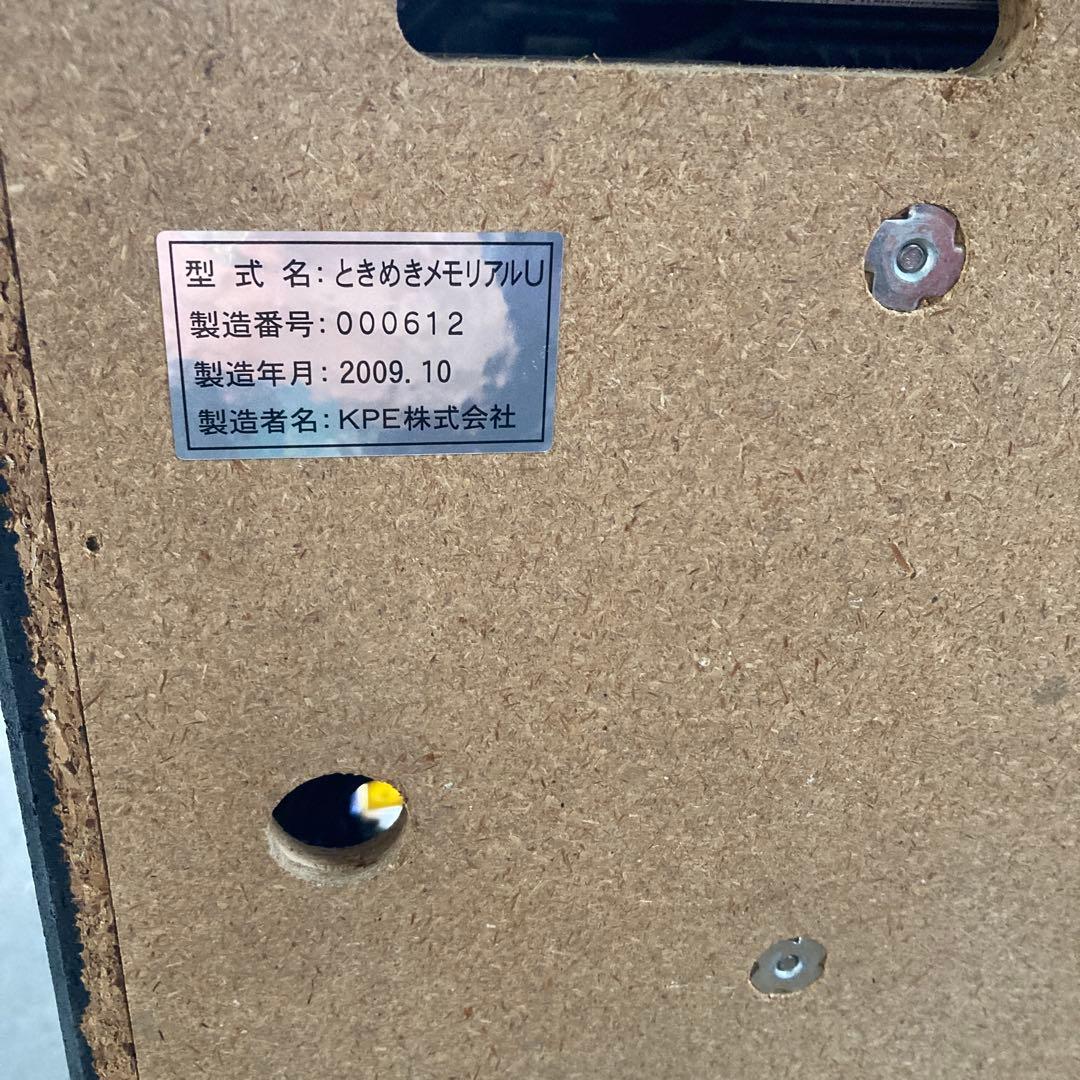 型式名:ときめきメモリアルU
製造番号:000612
製造年月:2009.10
製造者名:KPE株式会社